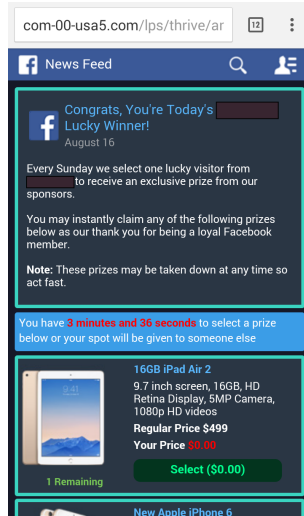 com-00-usa5.com/lps/thrive/ar
12
f News Feed
f
Congrats, You're Today's
Lucky Winner!
August 16
Every Sunday we select one lucky visitor from
to receive an exclusive prize from our
sponsors.
You may instantly claim any of the following prizes
below as our thank you for being a loyal Facebook
member.
Note: These prizes may be taken down at any time so
act fast.
You have 3 minutes and 36 seconds to select a prize
below or your spot will be given to someone else
16GB iPad Air 2
9.7 inch screen, 16GB, HD
Retina Display, 5MP Camera,
1080p HD videos
Regular Price $499
Your Price $0.00
9:41
1 Remaining
Select ($0.00)
New Apple iPhone 6